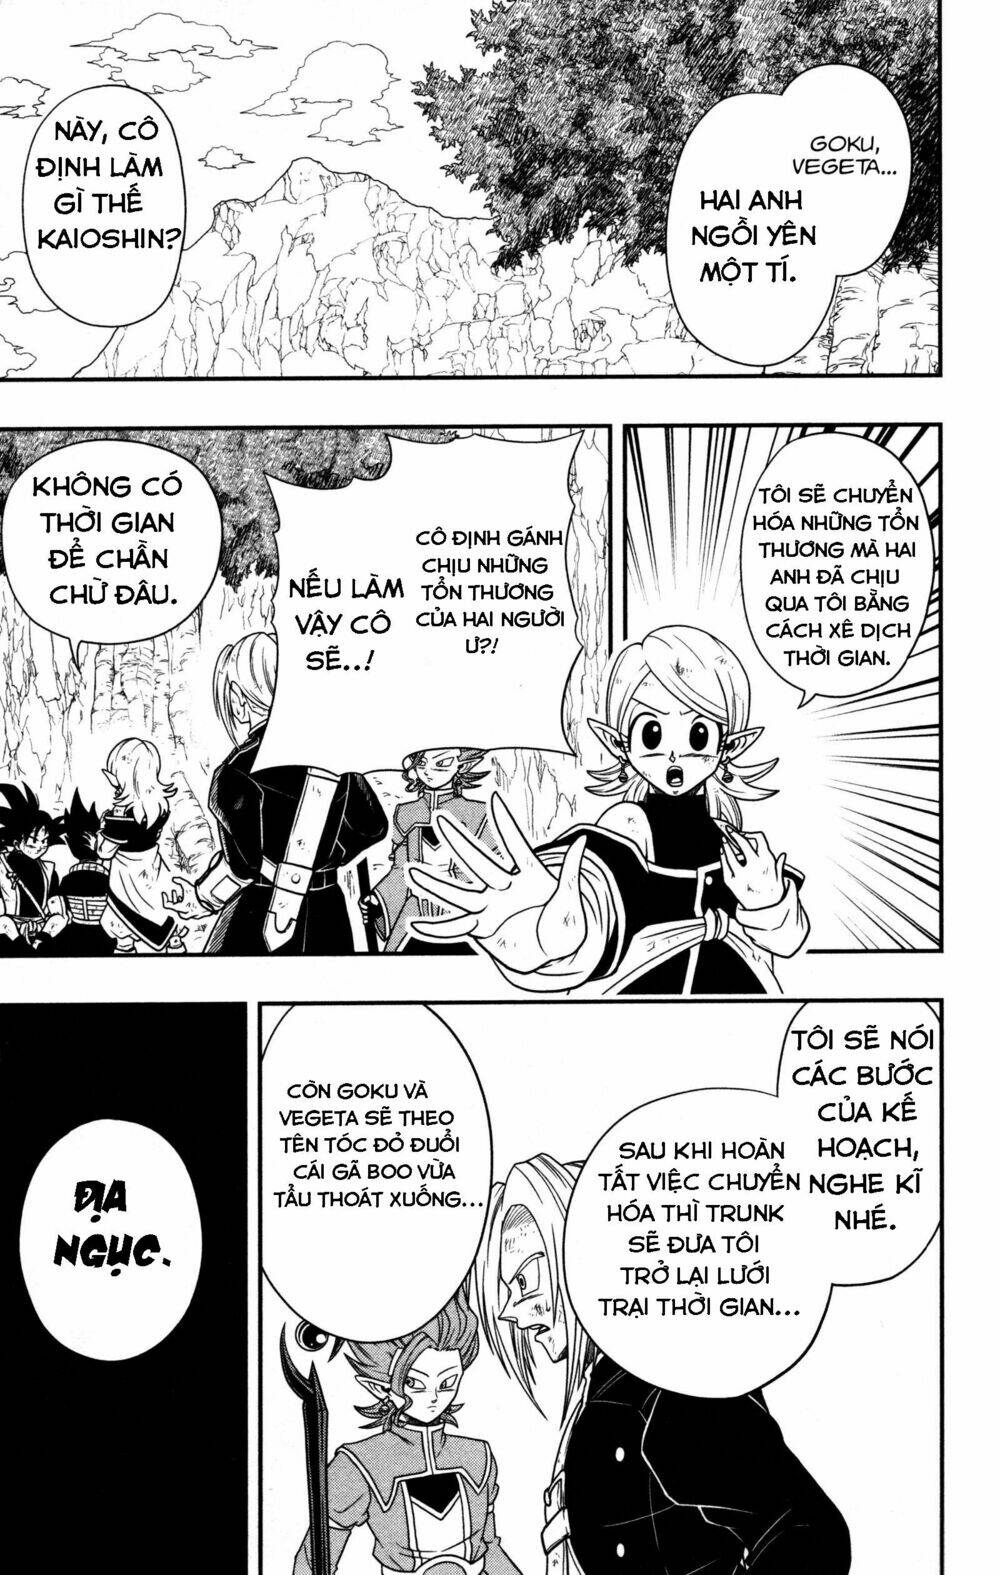 GOKU,
VEGETA...
HAI ANH
NGỒI YÊN
MỘT TÍ.
NÀY, CÔ
ĐỊNH LÀM
GÌ THẾ
KAIOSHIN?
TÔI SẼ CHUYỂN
HÓA NHỮNG TỔN
THƯƠNG MÀ HAI
ANH ĐÃ CHỊU
QUA TÔI BẰNG
CÁCH XÊ DỊCH
THỜI GIAN.
CÔ ĐỊNH GÁNH
CHỊU NHỮNG
TỔN THƯƠNG
CỦA HAI NGƯỜI
Ư?!
NẾU LÀM
VẬY CÔ
SẼ..!
KHÔNG CÓ
THỜI GIAN
ĐỂ CHẦN
CHỪ ĐÂU.
TÔI SẼ NÓI
CÁC BƯỚC
CỦA KẾ
HOẠCH,
NGHE KĨ
NHÉ.
SAU KHI HOÀN
TẤT VIỆC CHUYỂN
HÓA THÌ TRUNK
SẼ ĐƯA TÔI
TRỞ LẠI LƯỚI
TRẠI THỜI GIAN...
CÒN GOKU VÀ
VEGETA SẼ THEO
TÊN TÓC ĐỎ ĐUỔI
CÁI GÃ BOO VỪA
TẨU THOÁT XUỐNG...
ĐỊA
NGỤC.